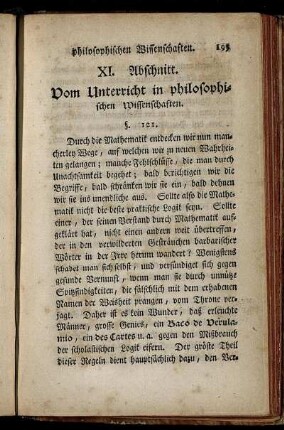 philosophischen Wissenschaften. 195
XI. Abschnitt.
Vom Unterricht in philosophi-
schen Wissenschaften.
§. 101.
Durch die Mathematik entdecken wir nun man-
cherley Wege, auf welchen wir zu neuen Wahrhei-
ten gelangen; manche Fehlschlüsse, die man durch
Unachtsamkeit begehet; bald berichtigen wir die
Begriffe, bald schränken wir sie ein, bald dehnen
wir sie ins unendliche aus. Sollte also die Mathe-
matik nicht die beste praktische Logik seyn. Sollte
einer, der seinen Verstand durch Mathematik auf-
geklärt hat, nicht einen andern weit übertreffen,
der in den verwilderten Gesträuchen barbarischer
Wörter in der Irre herum wandert? Wenigstens
schadet man sich selbst, und versündiget sich gegen
gesunde Vernunft, wenn man sie durch unnütz
Spitzfindigkeiten, die fälschlich mit dem erhabenen
Namen der Weisheit prangen, vom Throne ver-
jagt. Daher ist es kein Wunder, daß erleuchte
Männer, grosse Genies, ein Baco de Verula-
mio, ein des Cartes u. a. gegen den Mißbrauch
der scholastischen Logik eifern. Der gröste Theil
dieser Regeln dient hauptsächlich dazu, den Ver-